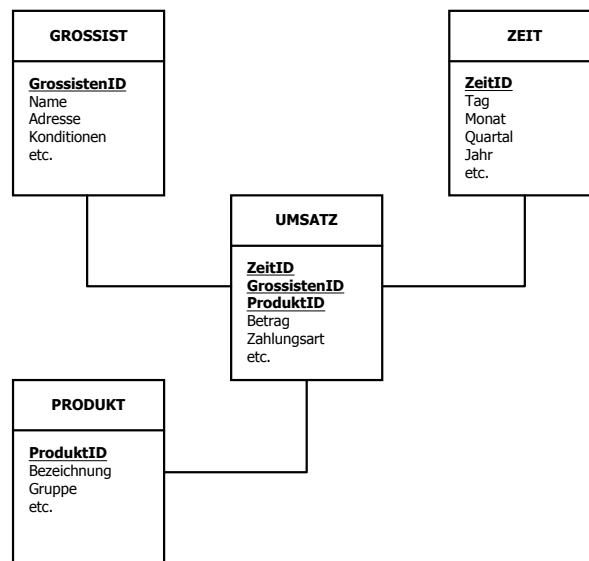 GROSSIST
GrossistenID
Name
Adresse
Konditionen
etc.
ZEIT
ZeitID
Tag
Monat
Quartal
Jahr
etc.
UMSATZ
ZeitID
GrossistenID
ProduktID
Betrag
Zahlungsart
etc.
PRODUKT
ProduktID
Bezeichnung
Gruppe
etc.